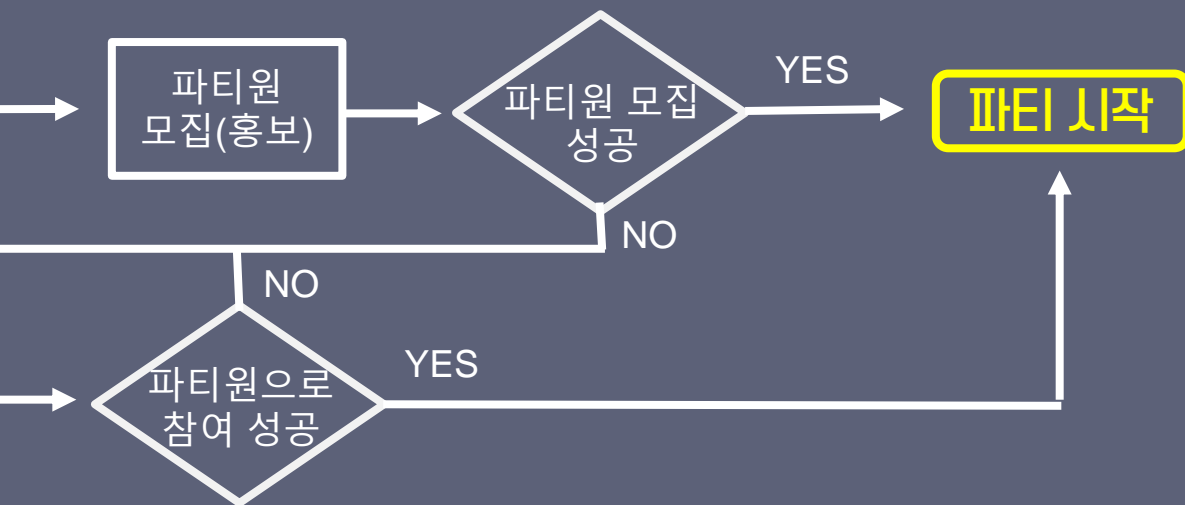 파티원
모집(홍보)
파티원 모집
성공
YES
파티 시작
NO
NO
파티원으로
참여 성공
YES